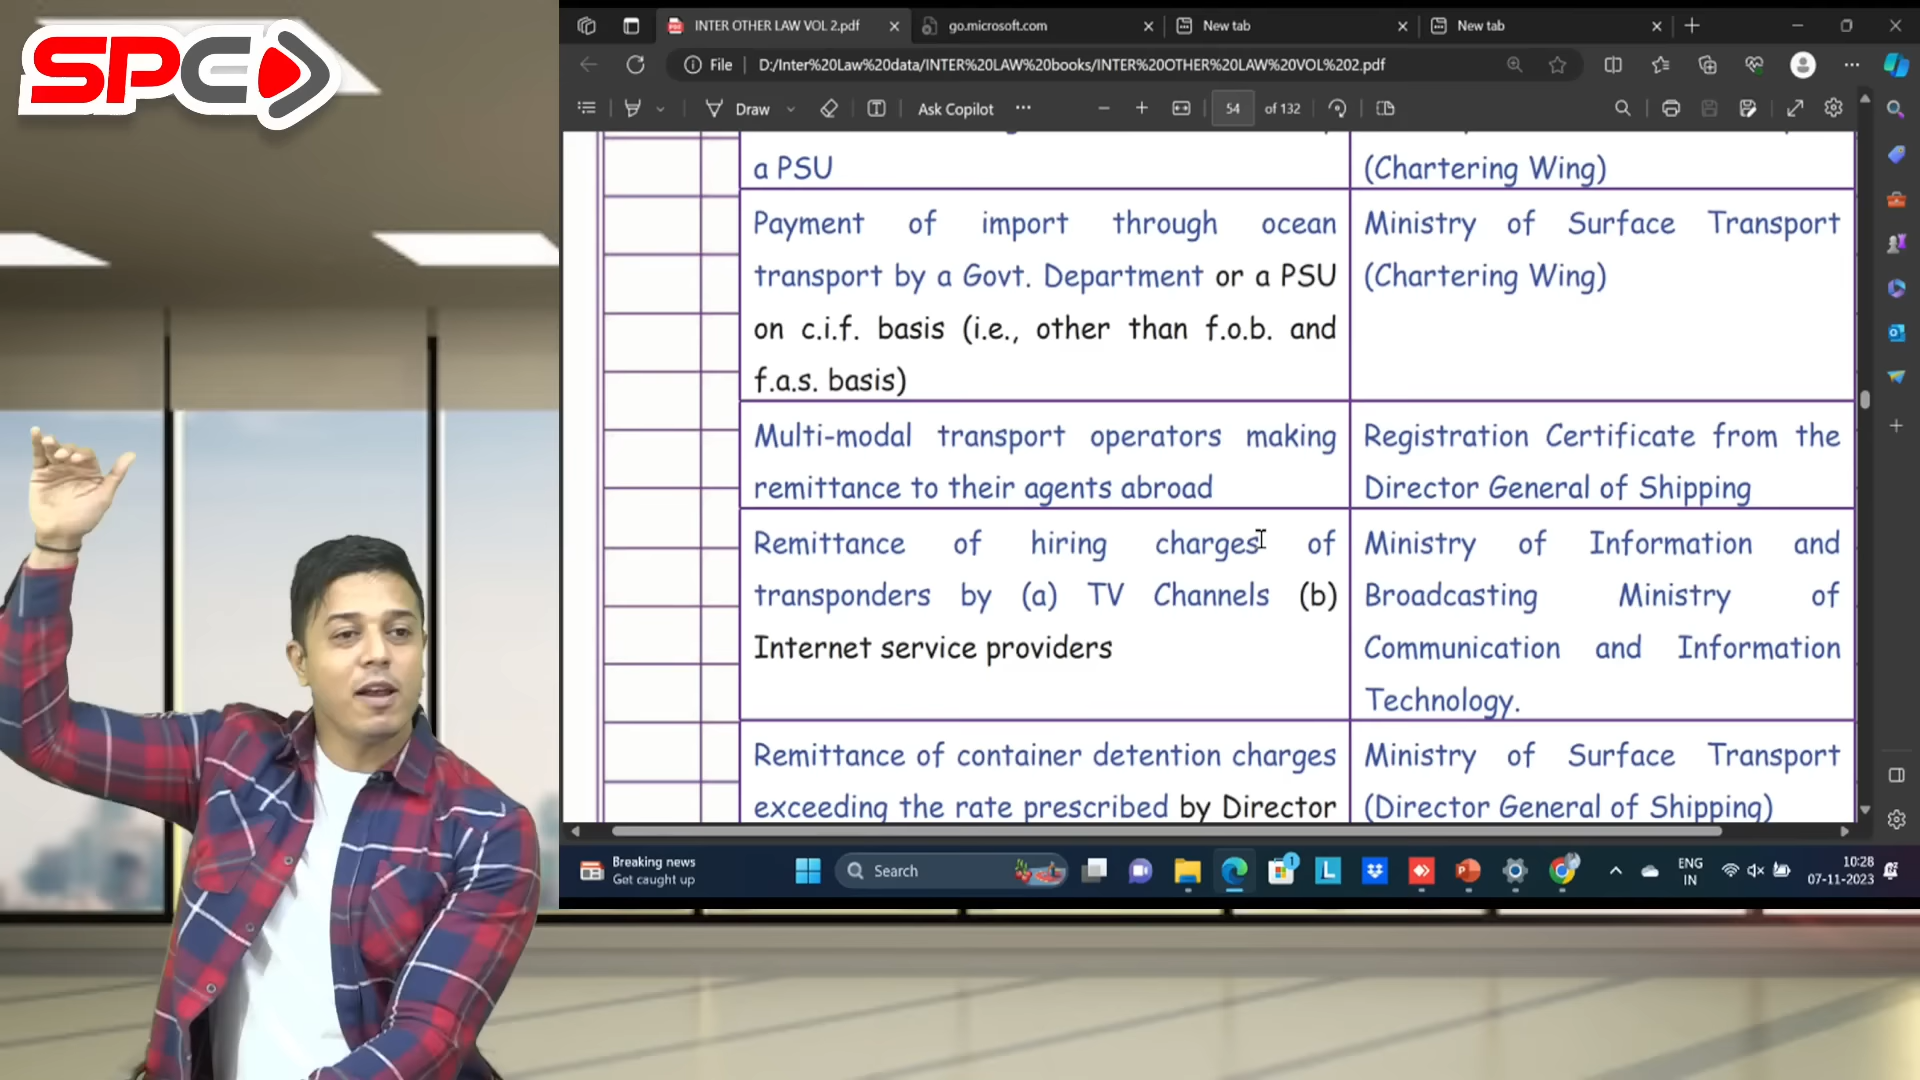 SPC
INTER OTHER LAW VOL 2.pdf
go.microsoft.com
New tab
New tab
File
D:/Inter%20Law%20data/INTER%20LAW%20books/INTER%20OTHER%20LAW%20VOL%202.pdf
Draw
Ask Copilot
54 of 132
a PSU
(Chartering Wing)
Payment of import through ocean
transport by a Govt. Department or a PSU
on c.i.f. basis (i.e., other than f.o.b. and
f.a.s. basis)
Ministry of Surface Transport
(Chartering Wing)
Multi-modal transport operators making
remittance to their agents abroad
Registration Certificate from the
Director General of Shipping
Remittance of hiring charges of
transponders by (a) TV Channels (b)
Internet service providers
Ministry of Information and
Broadcasting Ministry of
Communication and Information
Technology.
Remittance of container detention charges
exceeding the rate prescribed by Director
Ministry of Surface Transport
(Director General of Shipping)
Breaking news
Get caught up
Search
1
L
ENG
IN
10:28
07-11-2023